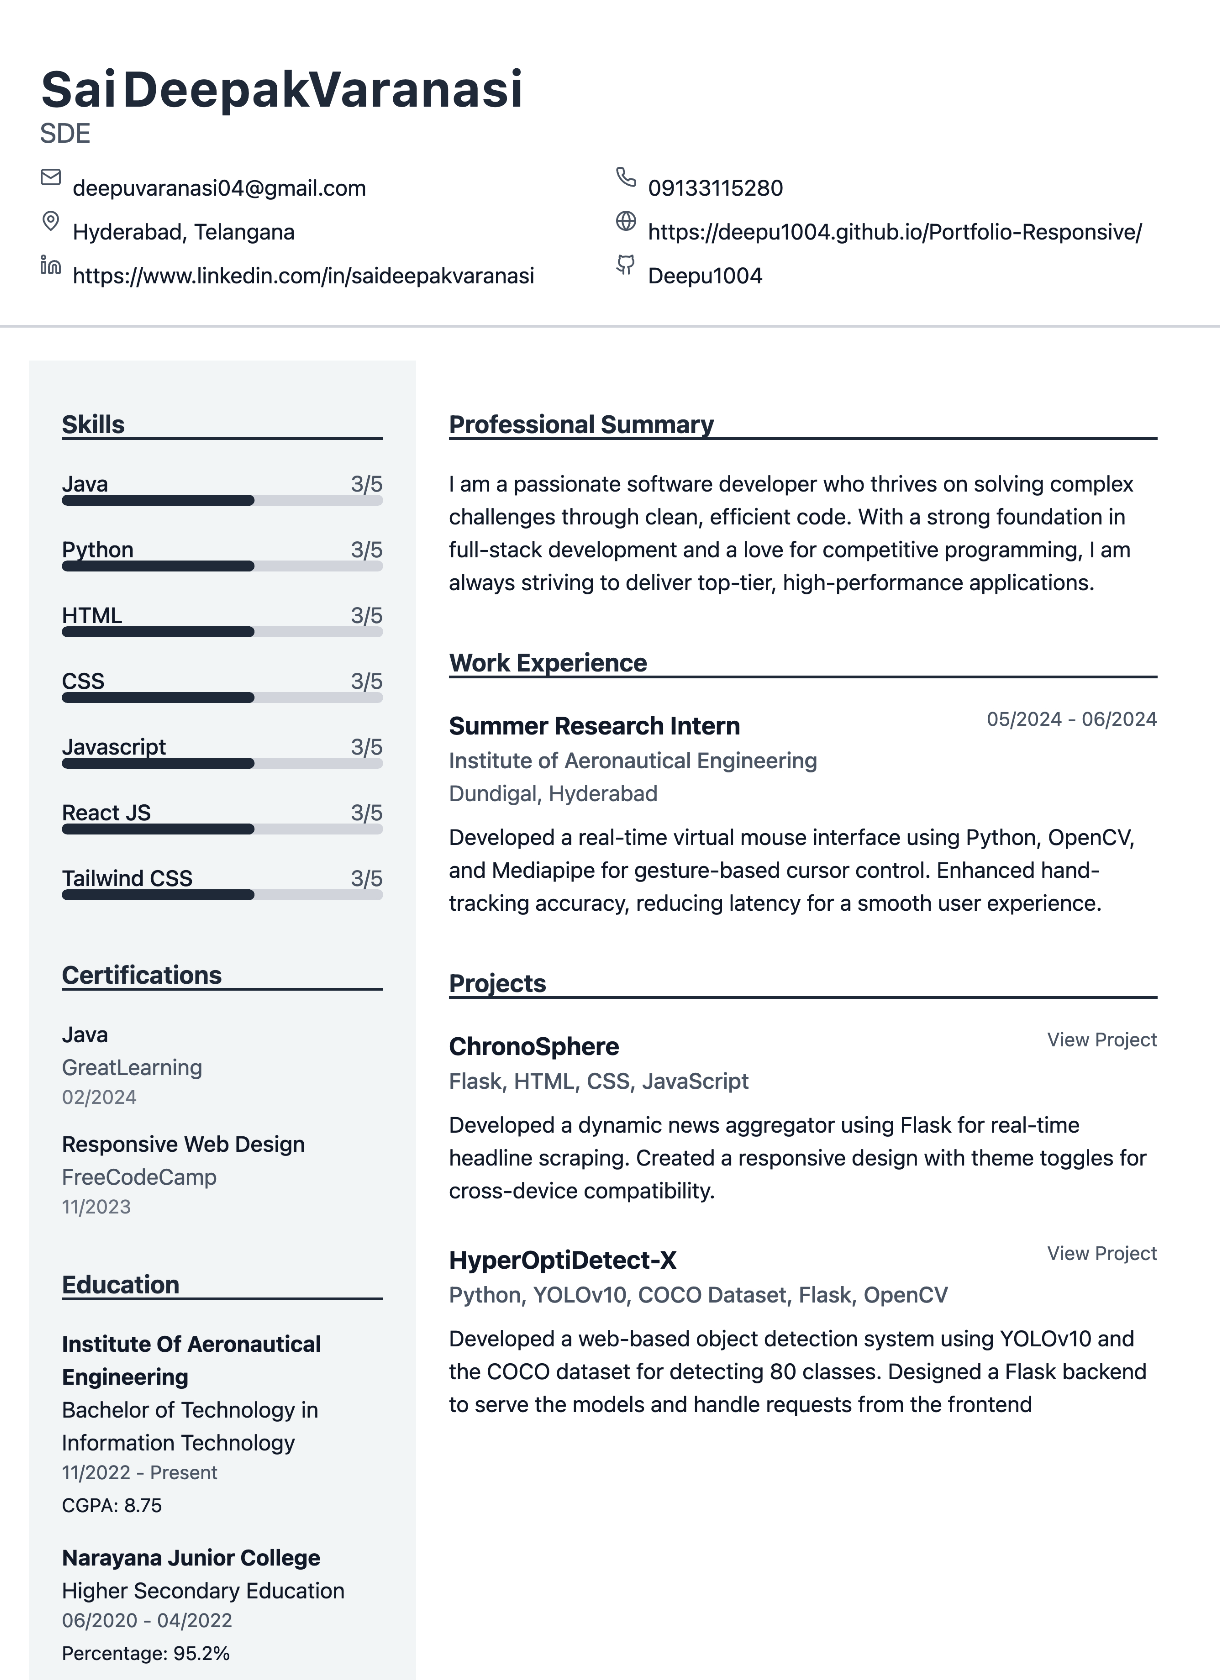 Sai DeepakVaranasi
SDE
deepuvaranasi04@gmail.com
09133115280
Hyderabad, Telangana
https://deepu1004.github.io/Portfolio-Responsive/
https://www.linkedin.com/in/saideepakvaranasi
Deepu1004
Skills
Java 3/5
Python 3/5
HTML 3/5
CSS 3/5
Javascript 3/5
React JS 3/5
Tailwind CSS 3/5
Certifications
Java
GreatLearning
02/2024
Responsive Web Design
FreeCodeCamp
11/2023
Education
Institute Of Aeronautical
Engineering
Bachelor of Technology in
Information Technology
11/2022 - Present
CGPA: 8.75
Narayana Junior College
Higher Secondary Education
06/2020 - 04/2022
Percentage: 95.2%
Professional Summary
I am a passionate software developer who thrives on solving complex
challenges through clean, efficient code. With a strong foundation in
full-stack development and a love for competitive programming, I am
always striving to deliver top-tier, high-performance applications.
Work Experience
Summer Research Intern 05/2024 - 06/2024
Institute of Aeronautical Engineering
Dundigal, Hyderabad
Developed a real-time virtual mouse interface using Python, OpenCV,
and Mediapipe for gesture-based cursor control. Enhanced hand-
tracking accuracy, reducing latency for a smooth user experience.
Projects
ChronoSphere View Project
Flask, HTML, CSS, JavaScript
Developed a dynamic news aggregator using Flask for real-time
headline scraping. Created a responsive design with theme toggles for
cross-device compatibility.
HyperOptiDetect-X View Project
Python, YOLOv10, COCO Dataset, Flask, OpenCV
Developed a web-based object detection system using YOLOv10 and
the COCO dataset for detecting 80 classes. Designed a Flask backend
to serve the models and handle requests from the frontend